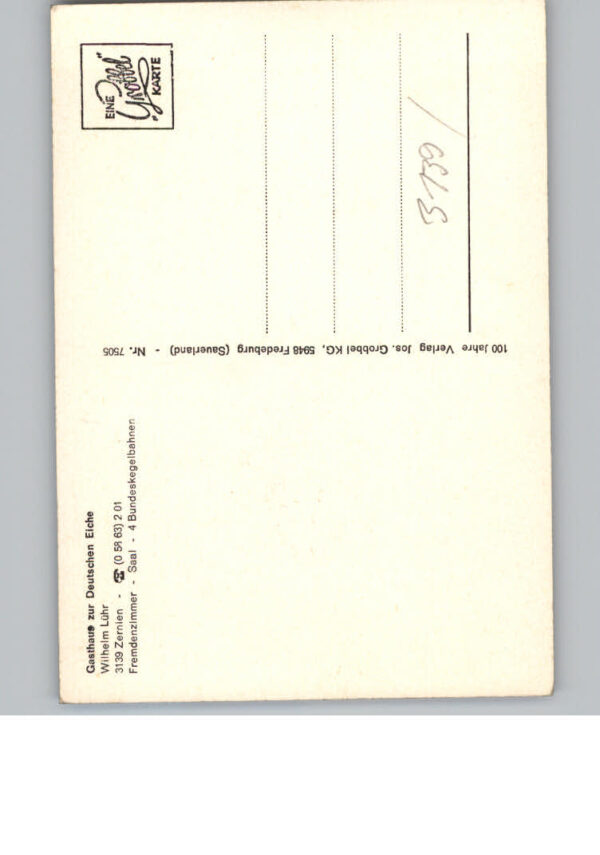 Gasthaus zur Deutschen Eiche
Wilhelm Lühr
3139 Zernien - ☎ (0 58 63) 2 01
Fremdenzimmer - Saal - 4 Bundeskegelbahnen
100 Jahre Verlag Jos. Grobbel KG, 5948 Fredeburg (Sauerland) - Nr. 7505
EINE
„Grobbel"
KARTE